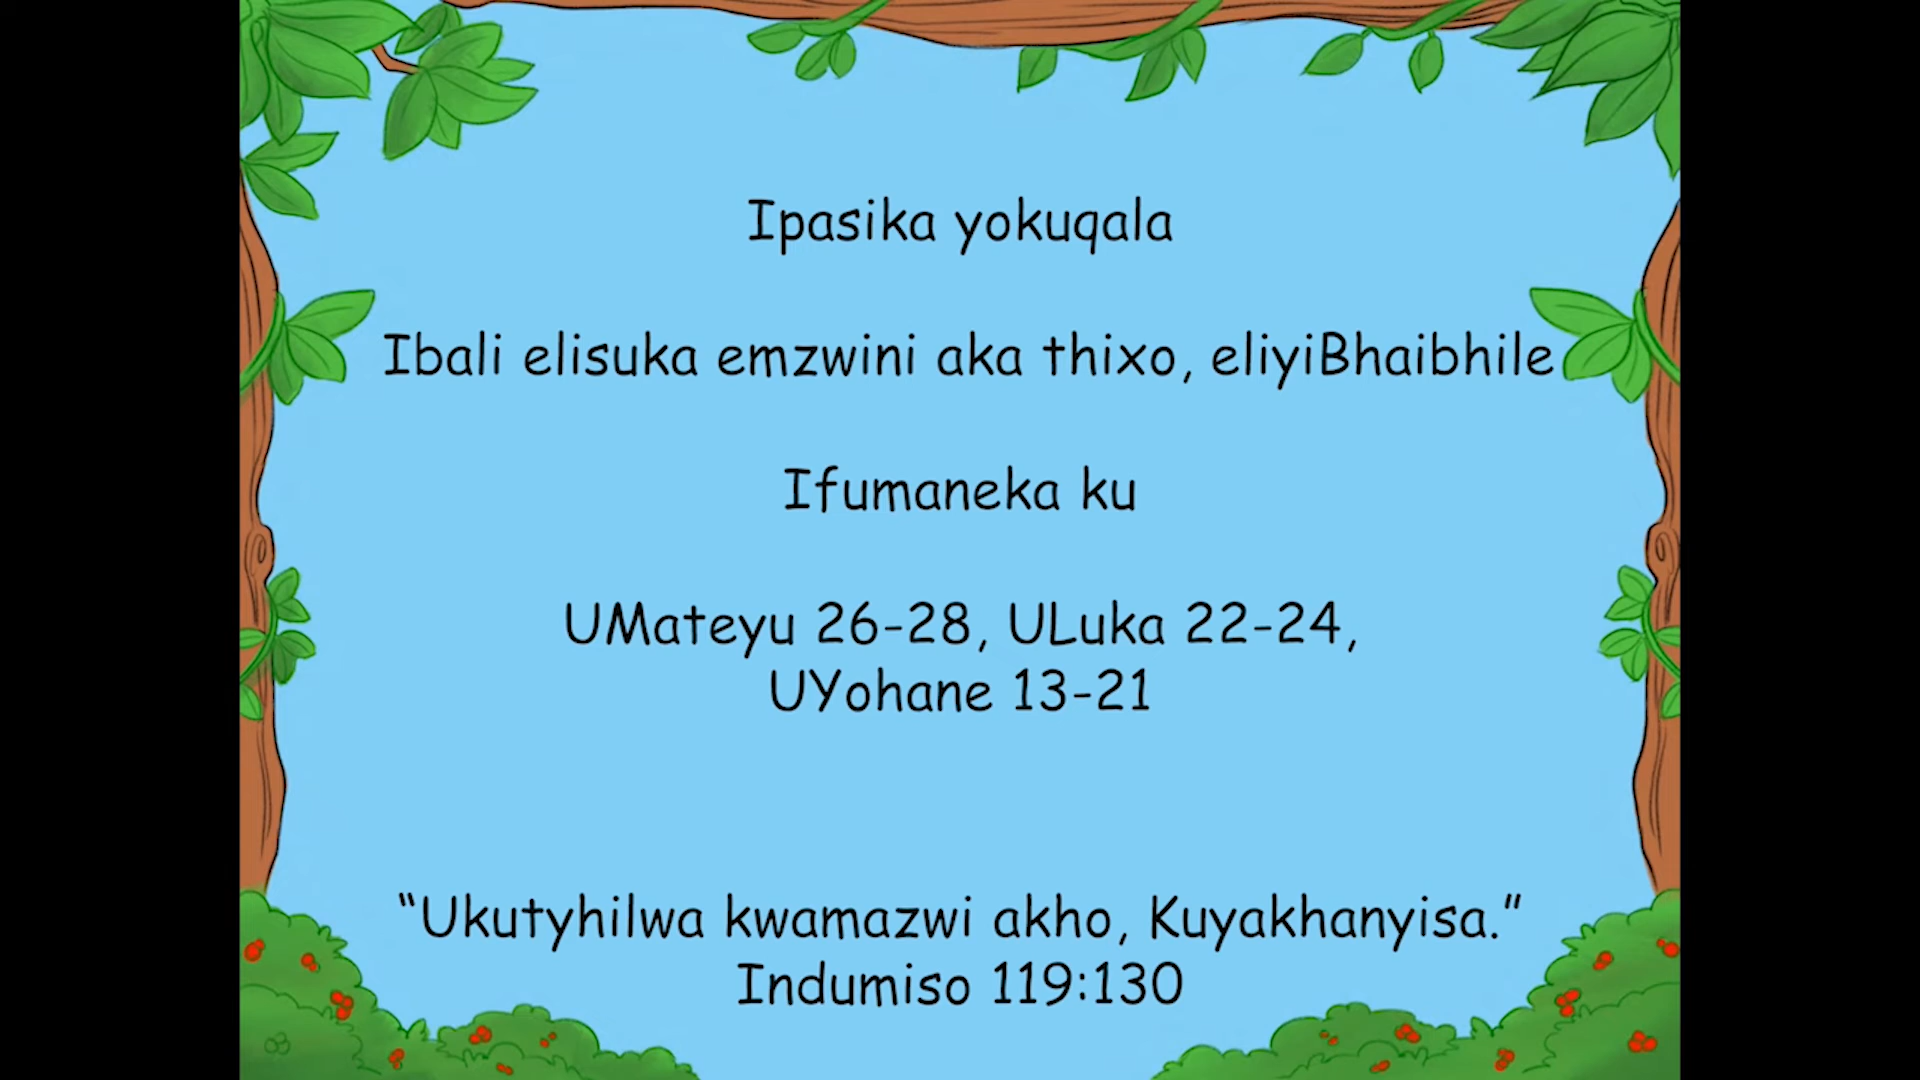 Ipasika yokuqala
Ibali elisuka emzwini aka thixo, eliyiBhaibhile
Ifumaneka ku
UMateyu 26-28, ULuka 22-24,
UYohane 13-21
“Ukutyhilwa kwamazwi akho, Kuyakhanyisa.”
Indumiso 119:130